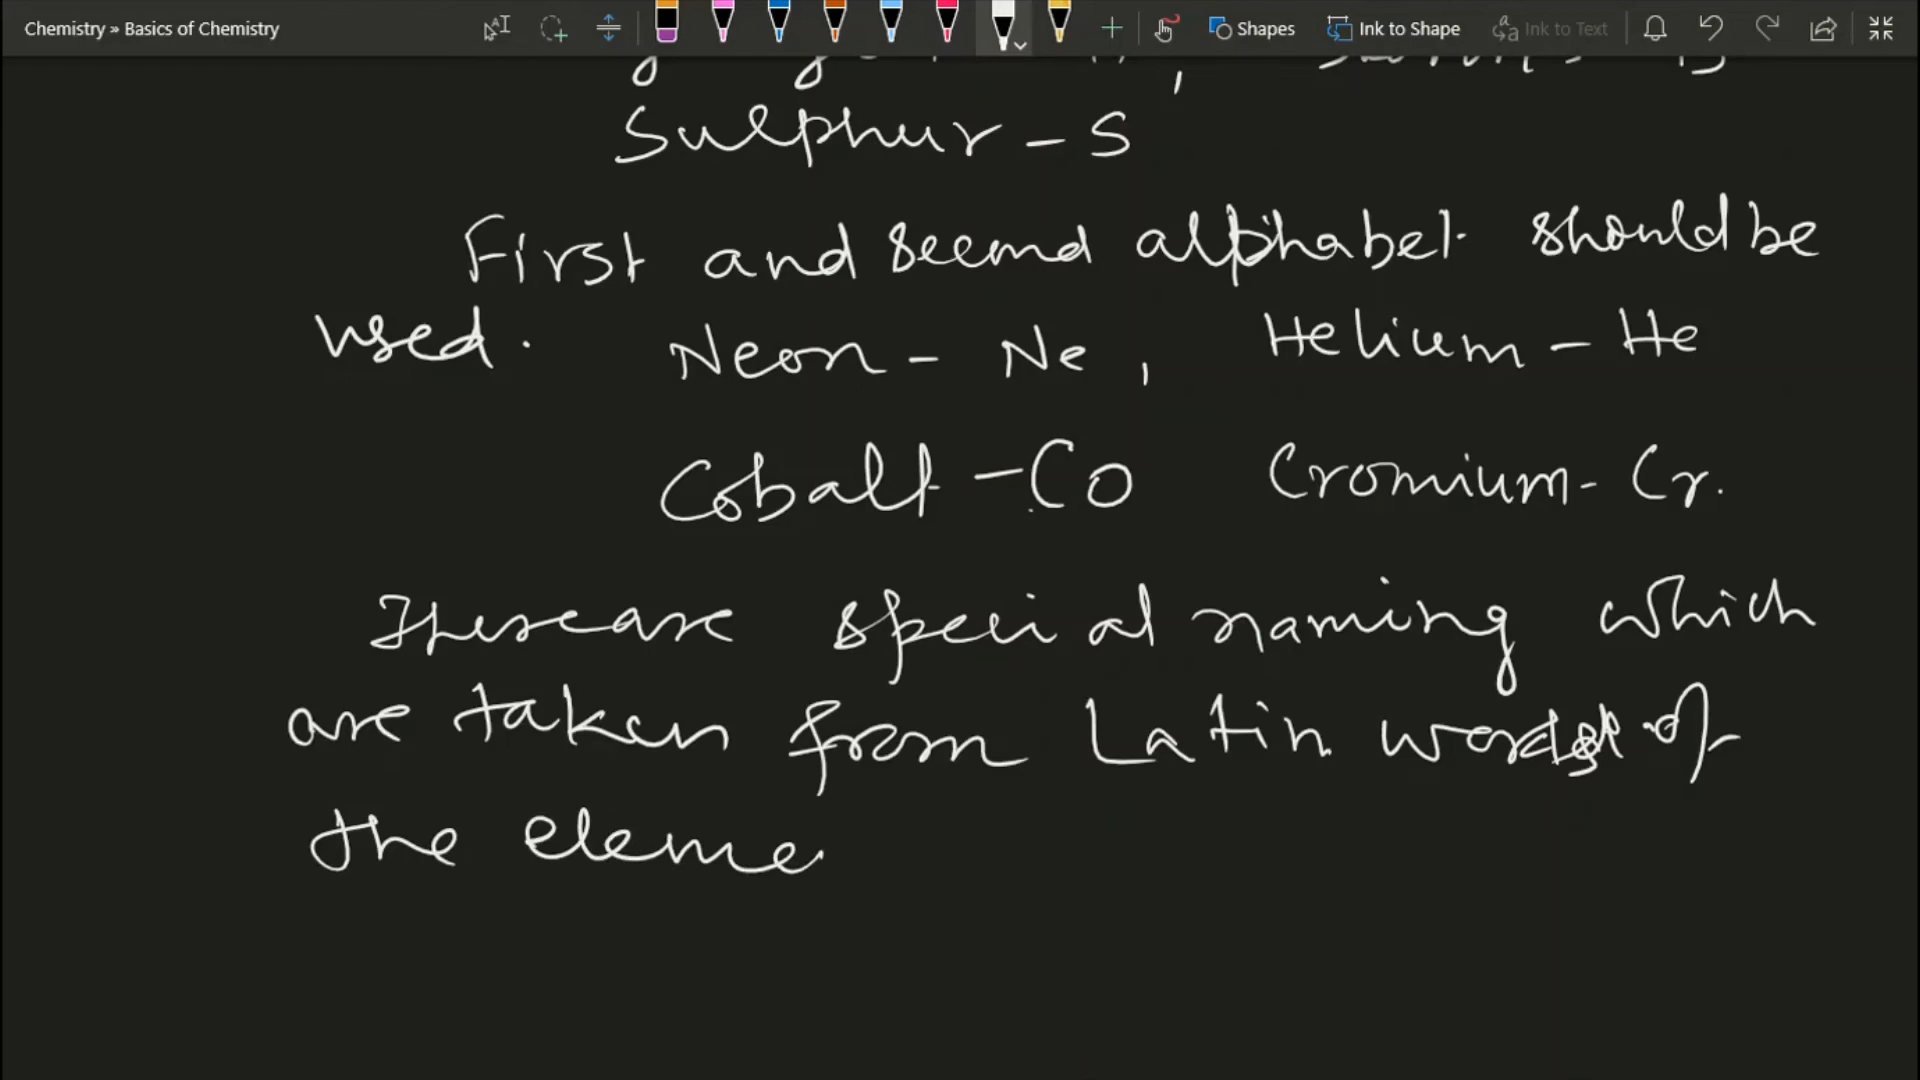 Chemistry » Basics of Chemistry
Shapes Ink to Shape Ink to Text
Sulphur - S
First and second alphabet should be
used. Neon - Ne, Helium - He
Cobalt - Co Cromium - Cr.
There are special naming which
are taken from Latin words of
the eleme